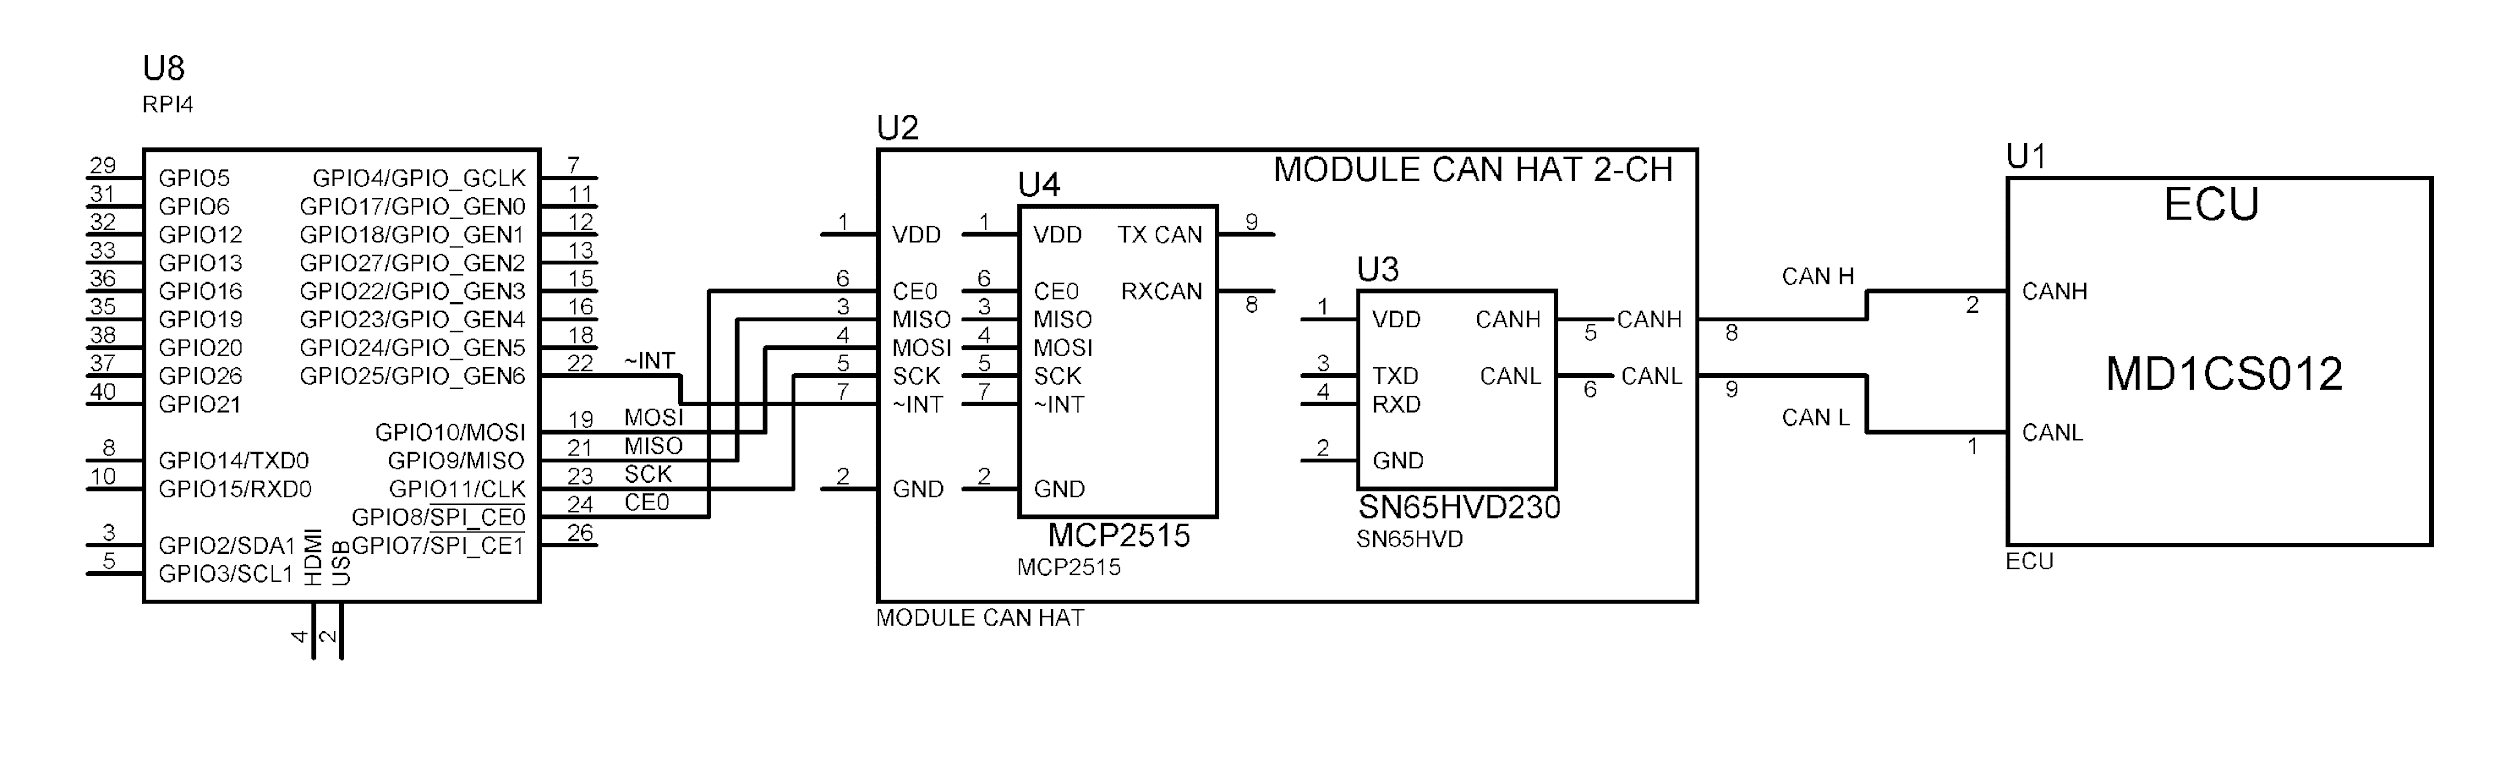 U8
RPI4
29 GPIO5 GPIO4/GPIO_GCLK 7
31 GPIO6 GPIO17/GPIO_GEN0 11
32 GPIO12 GPIO18/GPIO_GEN1 12
33 GPIO13 GPIO27/GPIO_GEN2 13
36 GPIO16 GPIO22/GPIO_GEN3 15
35 GPIO19 GPIO23/GPIO_GEN4 16
38 GPIO20 GPIO24/GPIO_GEN5 18
37 GPIO26 GPIO25/GPIO_GEN6 22 ~INT
40 GPIO21
GPIO10/MOSI 19 MOSI
8 GPIO14/TXD0 GPIO9/MISO 21 MISO
10 GPIO15/RXD0 GPIO11/CLK 23 SCK
GPIO8/SPI_CE0 24 CE0
3 GPIO2/SDA1 GPIO7/SPI_CE1 26
5 GPIO3/SCL1
HDMI
USB
4
2
U2
MODULE CAN HAT 2-CH
1 VDD
6 CE0
3 MISO
4 MOSI
5 SCK
7 ~INT
2 GND
U4
1 VDD TX CAN 9
6 CE0 RXCAN 8
3 MISO
4 MOSI
5 SCK
7 ~INT
2 GND
MCP2515
MCP2515
U3
1 VDD CANH 5
3 TXD CANL 6
4 RXD
2 GND
SN65HVD230
SN65HVD
CANH 8
CANL 9
MODULE CAN HAT
CAN H
CAN L
U1
ECU
2 CANH
MD1CS012
1 CANL
ECU